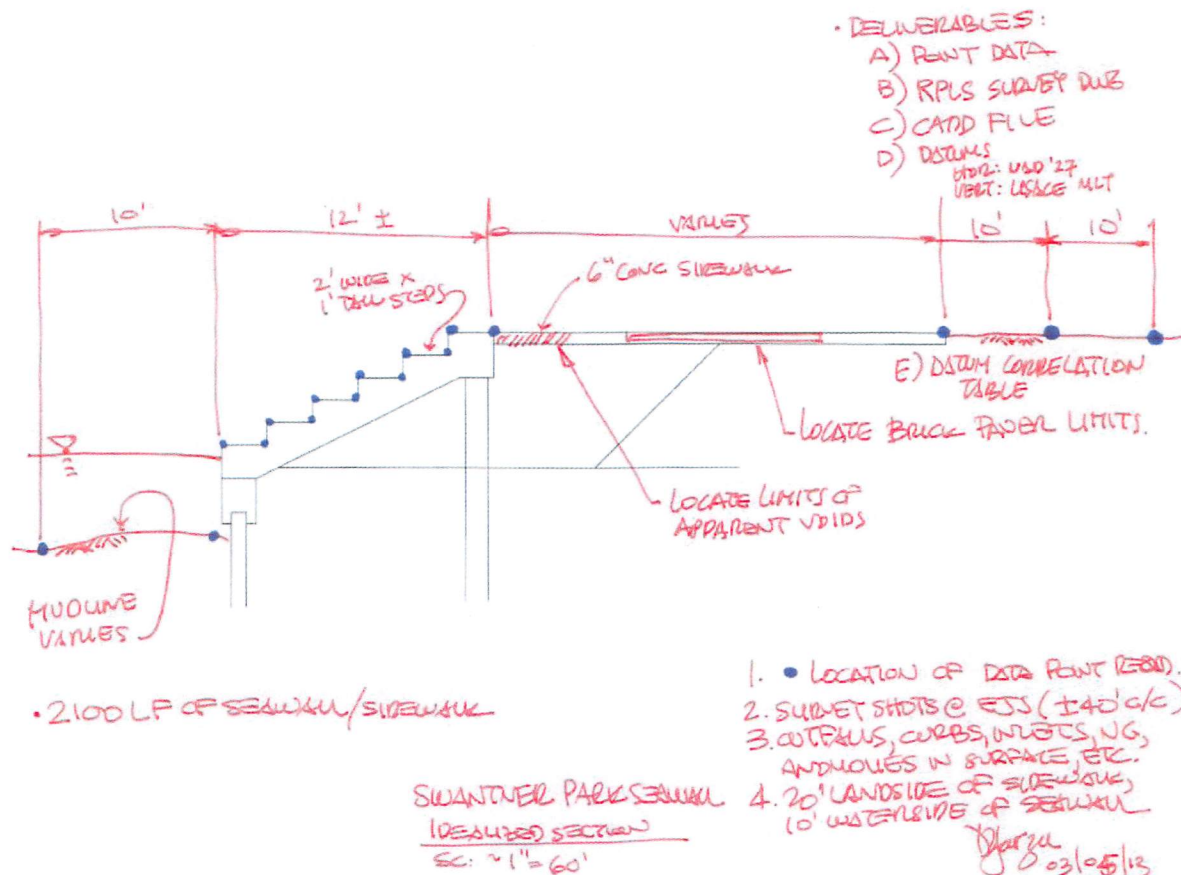 • DELIVERABLES:
A) POINT DATA
B) RPLS SURVEY DWG
C) CADD FILE
D) DATUMS
HOR: NAD '27
VERT: USACE MLT
10'
12' ±
VARIES
10'
10'
2' WIDE X
1' TALL STEPS
6" CONC SIDEWALK
E) DATUM CORRELATION
TABLE
LOCATE BRICK PAVER LIMITS.
LOCATE LIMITS OF
APPARENT VOIDS
MUDLINE
VARIES
• 2100 LF OF SEAWALL/SIDEWALK
1. • LOCATION OF DATA POINT REQD.
2. SURVEY SHOTS @ EJS (±40' C/C)
3. OUTFALLS, CURBS, INLETS, NG,
ANOMOLIES IN SURFACE, ETC.
4. 20' LANDSIDE OF SIDEWALK,
10' WATERSIDE OF SEAWALL
SWANTNER PARK SEAWALL
IDEALIZED SECTION
SC: ~1"=60'
03/05/13